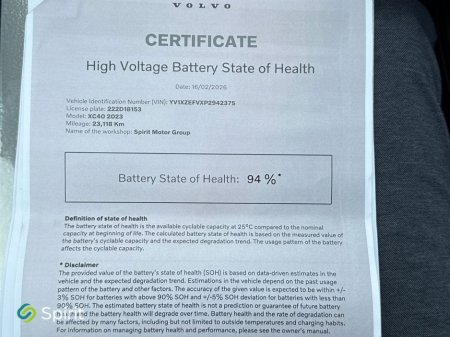 VOLVO
CERTIFICATE
High Voltage Battery State of Health
Date: 16/02/2026
Vehicle Identification Number (VIN): YV1XZEFVXP2942375
License plate: 222D18153
Model: XC40 2023
Mileage: 23,118 Km
Name of the workshop: Spirit Motor Group
Battery State of Health: 94 %*
Definition of state of health
The battery state of health is the available cyclable capacity at 25°C compared to the nominal
capacity at beginning of life. The calculated battery state of health is based on the measured value of
the battery's cyclable capacity and the expected degradation trend. The usage pattern of the battery
affects the cyclable capacity.
* Disclaimer
The provided value of the battery's state of health (SOH) is based on data-driven estimates in the
vehicle and the expected degradation trend. Estimations in the vehicle depend on the past usage
pattern of the battery and other factors. The accuracy of the given value is expected to be within +/-
3% SOH for batteries with above 90% SOH and +/-5% SOH deviation for batteries with less than
90% SOH. The estimated battery state of health is not a prediction or guarantee of future battery
and the battery health will degrade over time. Battery health and the rate of degradation can
be affected by many factors, including but not limited to outside temperatures and charging habits.
For information on managing battery health and performance, please see the owner's manual.
Spirit